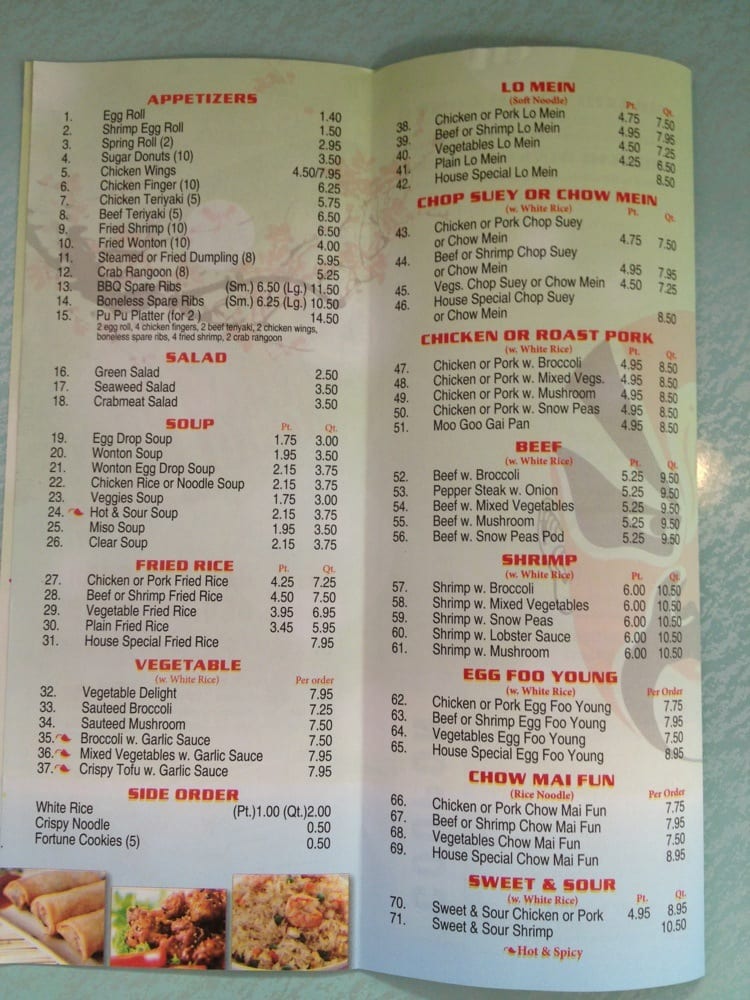 APPETIZERS
1. Egg Roll 1.40
2. Shrimp Egg Roll 1.50
3. Spring Roll (2) 2.95
4. Sugar Donuts (10) 3.50
5. Chicken Wings 4.50/7.95
6. Chicken Finger (10) 6.25
7. Chicken Teriyaki (5) 5.75
8. Beef Teriyaki (5) 6.50
9. Fried Shrimp (10) 6.50
10. Fried Wonton (10) 4.00
11. Steamed or Fried Dumpling (8) 5.95
12. Crab Rangoon (8) 5.25
13. BBQ Spare Ribs (Sm.) 6.50 (Lg.) 11.50
14. Boneless Spare Ribs (Sm.) 6.25 (Lg.) 10.50
15. Pu Pu Platter (for 2 ) 14.50
2 egg roll, 4 chicken fingers, 2 beef teriyaki, 2 chicken wings,
boneless spare ribs, 4 fried shrimp, 2 crab rangoon
SALAD
16. Green Salad 2.50
17. Seaweed Salad 3.50
18. Crabmeat Salad 3.50
SOUP Pt. Qt.
19. Egg Drop Soup 1.75 3.00
20. Wonton Soup 1.95 3.50
21. Wonton Egg Drop Soup 2.15 3.75
22. Chicken Rice or Noodle Soup 2.15 3.75
23. Veggies Soup 1.75 3.00
24. Hot & Sour Soup 2.15 3.75
25. Miso Soup 1.95 3.50
26. Clear Soup 2.15 3.75
FRIED RICE Pt. Qt.
27. Chicken or Pork Fried Rice 4.25 7.25
28. Beef or Shrimp Fried Rice 4.50 7.50
29. Vegetable Fried Rice 3.95 6.95
30. Plain Fried Rice 3.45 5.95
31. House Special Fried Rice 7.95
VEGETABLE
(w. White Rice) Per order
32. Vegetable Delight 7.95
33. Sauteed Broccoli 7.25
34. Sauteed Mushroom 7.50
35. Broccoli w. Garlic Sauce 7.50
36. Mixed Vegetables w. Garlic Sauce 7.95
37. Crispy Tofu w. Garlic Sauce 7.95
SIDE ORDER
White Rice (Pt.)1.00 (Qt.)2.00
Crispy Noodle 0.50
Fortune Cookies (5) 0.50
LO MEIN
(Soft Noodle) Pt. Qt.
38. Chicken or Pork Lo Mein 4.75 7.50
39. Beef or Shrimp Lo Mein 4.95 7.95
40. Vegetables Lo Mein 4.50 7.25
41. Plain Lo Mein 4.25 6.50
42. House Special Lo Mein 8.50
CHOP SUEY OR CHOW MEIN
(w. White Rice) Pt. Qt.
43. Chicken or Pork Chop Suey
or Chow Mein 4.75 7.50
44. Beef or Shrimp Chop Suey
or Chow Mein 4.95 7.95
45. Vegs. Chop Suey or Chow Mein 4.50 7.25
46. House Special Chop Suey
or Chow Mein 8.50
CHICKEN OR ROAST PORK
(w. White Rice) Pt. Qt.
47. Chicken or Pork w. Broccoli 4.95 8.50
48. Chicken or Pork w. Mixed Vegs. 4.95 8.50
49. Chicken or Pork w. Mushroom 4.95 8.50
50. Chicken or Pork w. Snow Peas 4.95 8.50
51. Moo Goo Gai Pan 4.95 8.50
BEEF
(w. White Rice) Pt. Qt.
52. Beef w. Broccoli 5.25 9.50
53. Pepper Steak w. Onion 5.25 9.50
54. Beef w. Mixed Vegetables 5.25 9.50
55. Beef w. Mushroom 5.25 9.50
56. Beef w. Snow Peas Pod 5.25 9.50
SHRIMP
(w. White Rice) Pt. Qt.
57. Shrimp w. Broccoli 6.00 10.50
58. Shrimp w. Mixed Vegetables 6.00 10.50
59. Shrimp w. Snow Peas 6.00 10.50
60. Shrimp w. Lobster Sauce 6.00 10.50
61. Shrimp w. Mushroom 6.00 10.50
EGG FOO YOUNG
(w. White Rice) Per Order
62. Chicken or Pork Egg Foo Young 7.75
63. Beef or Shrimp Egg Foo Young 7.95
64. Vegetables Egg Foo Young 7.50
65. House Special Egg Foo Young 8.95
CHOW MAI FUN
(Rice Noodle) Per Order
66. Chicken or Pork Chow Mai Fun 7.75
67. Beef or Shrimp Chow Mai Fun 7.95
68. Vegetables Chow Mai Fun 7.50
69. House Special Chow Mai Fun 8.95
SWEET & SOUR
(w. White Rice) Pt. Qt.
70. Sweet & Sour Chicken or Pork 4.95 8.95
71. Sweet & Sour Shrimp 10.50
Hot & Spicy